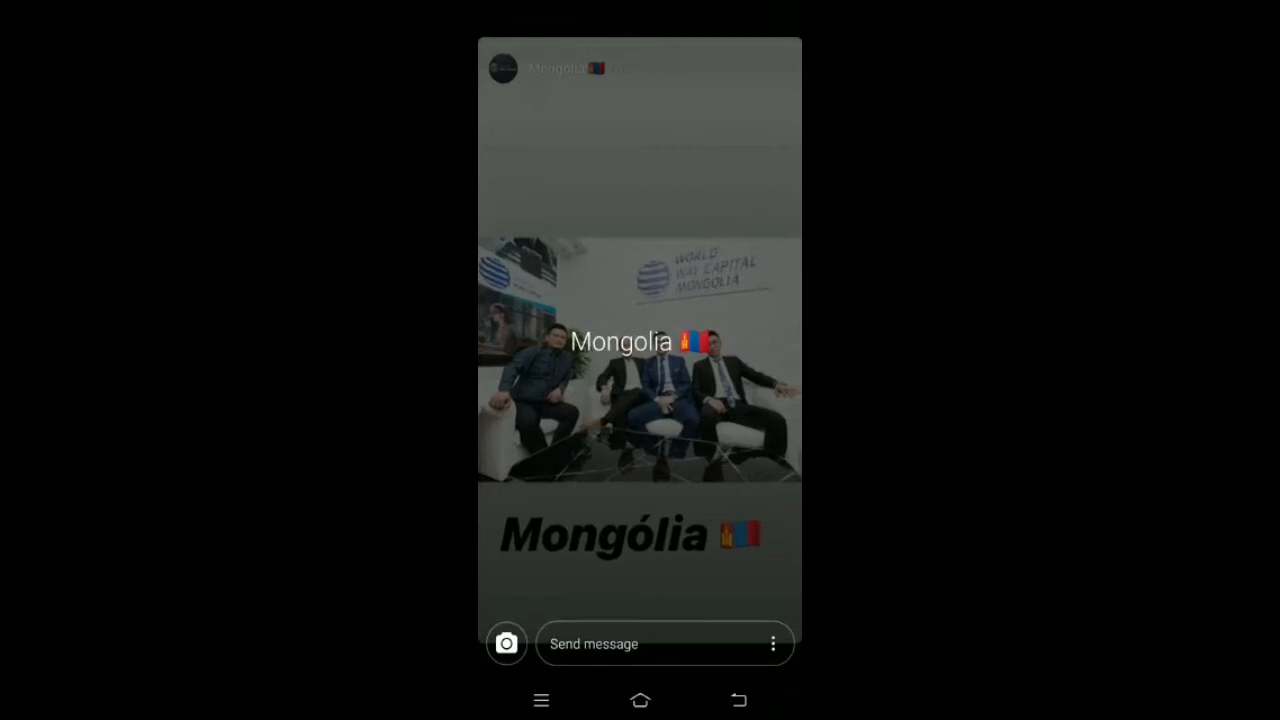 Mongolia 🇲🇳
WORLD
WAY CAPITAL
MONGOLIA
Mongolia 🇲🇳
Mongólia 🇲🇳
Send message